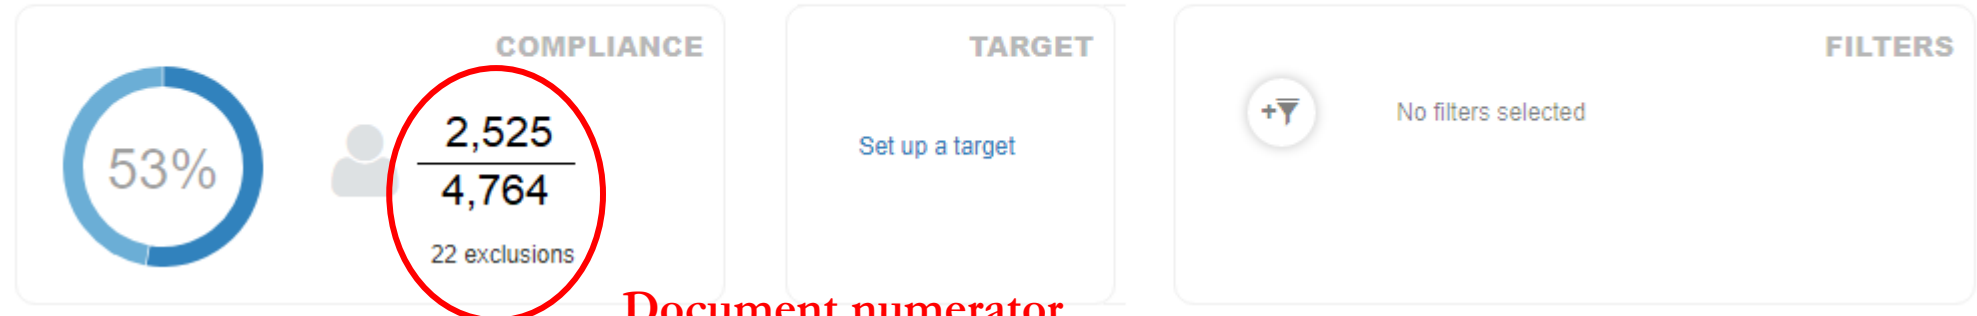 COMPLIANCE
53%
2,525
4,764
22 exclusions
TARGET
Set up a target
FILTERS
No filters selected
Document numerator